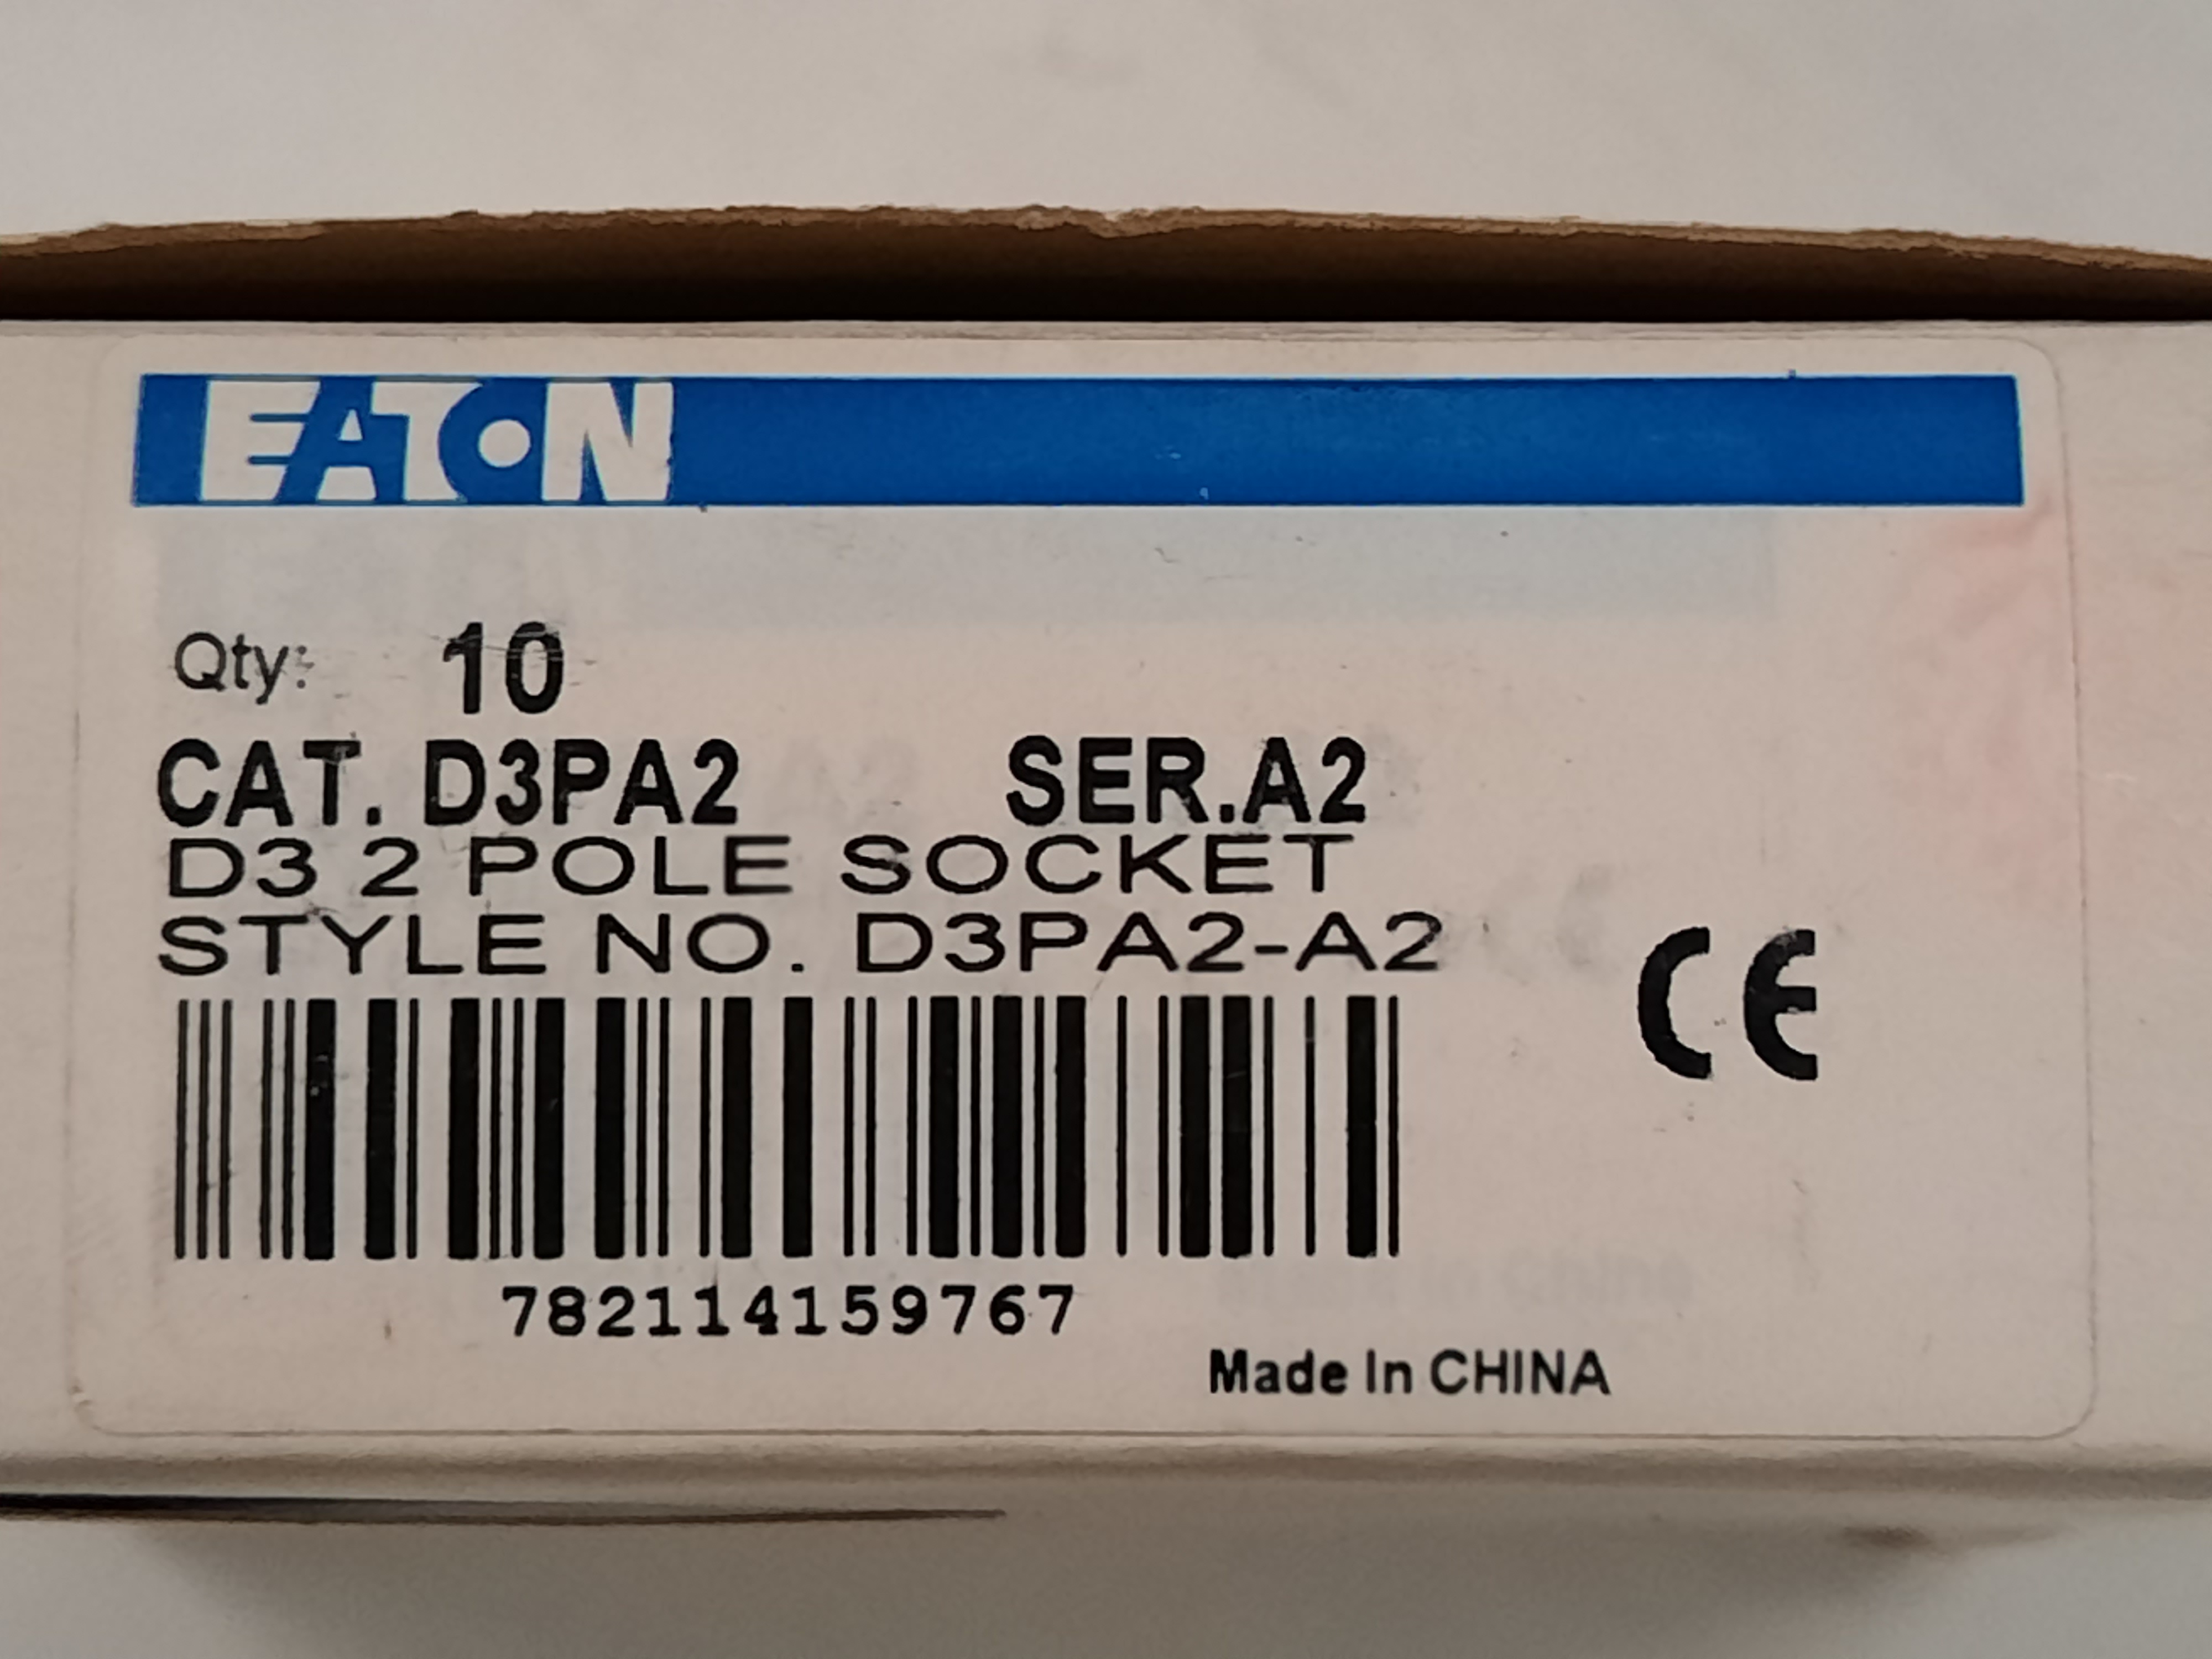 EATON
Qty: 10
CAT. D3PA2 SER.A2
D3 2 POLE SOCKET
STYLE NO. D3PA2-A2
CE
782114159767
Made In CHINA